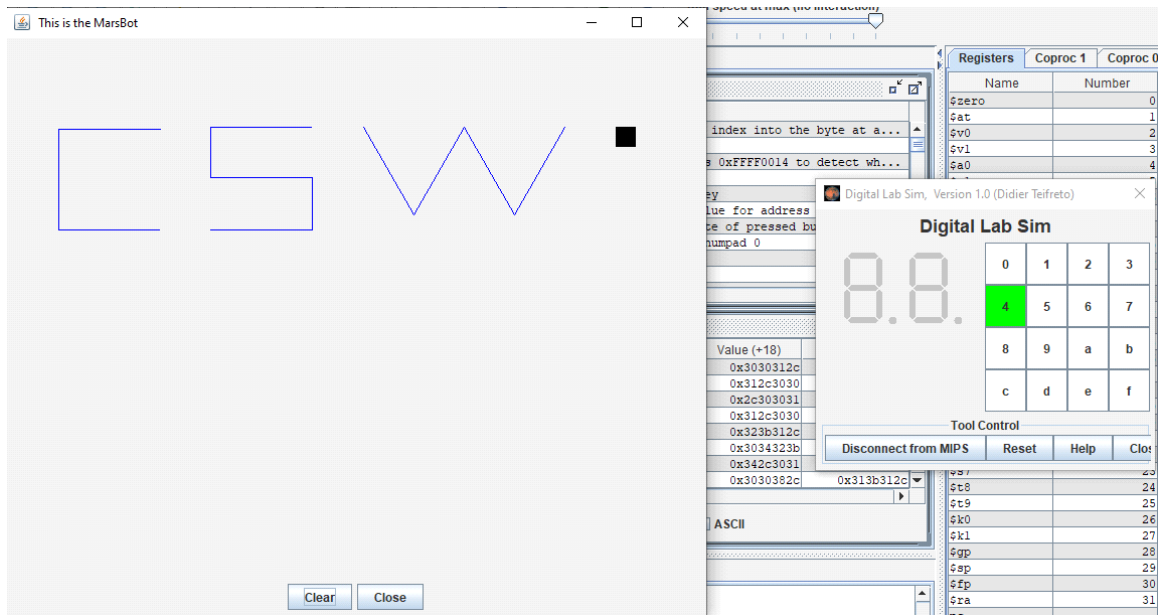 This is the MarsBot
speed at max (no interaction)
Registers Coproc 1 Coproc 0
Name Number
$zero 0
$at 1
$v0 2
$v1 3
$a0 4
index into the byte at a...
0xFFFF0014 to detect wh...
lue for address
te of pressed bu
numpad 0
CSW
Digital Lab Sim, Version 1.0 (Didier Teifreto)
Digital Lab Sim
8.8.
0 1 2 3
4 5 6 7
8 9 a b
c d e f
Tool Control
Disconnect from MIPS Reset Help Clos
Value (+18)
0x3030312c
0x312c3030
0x2c303031
0x312c3030
0x323b312c
0x3034323b
0x342c3031
0x3030382c 0x313b312c
ASCII
$t8 24
$t9 25
$k0 26
$k1 27
$gp 28
$sp 29
$fp 30
$ra 31
Clear Close